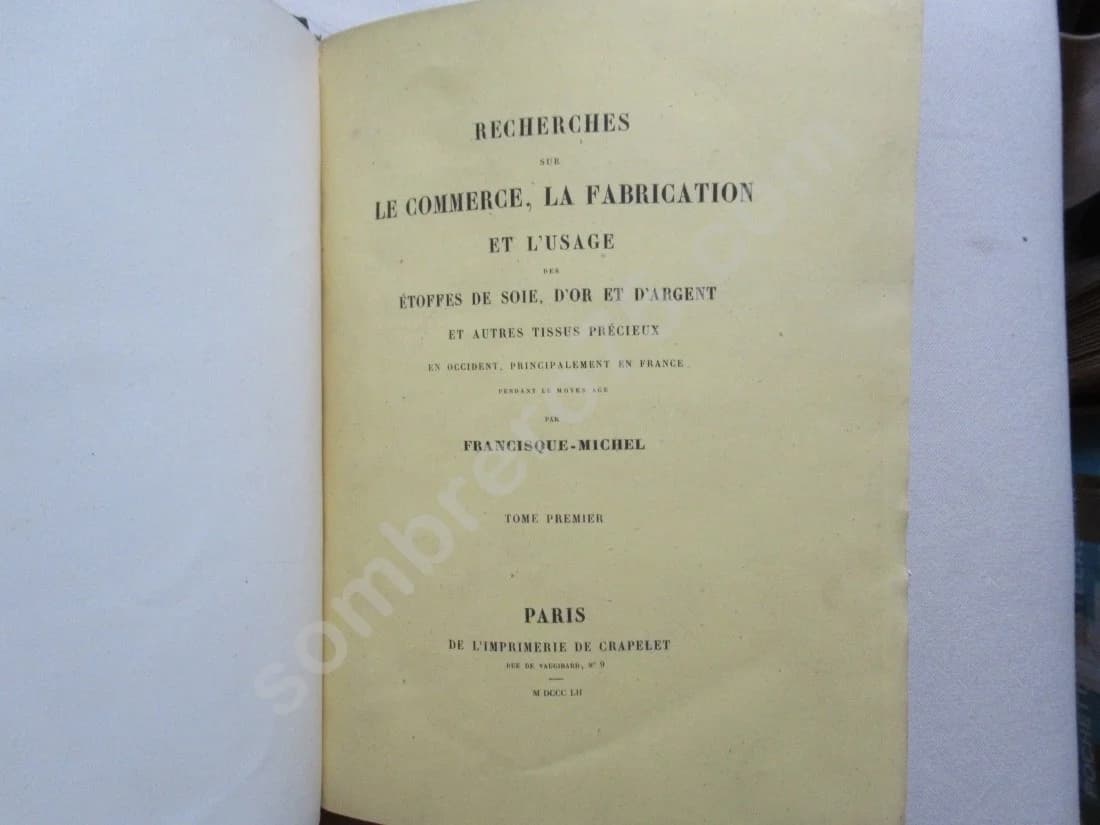 RECHERCHES
SUR
LE COMMERCE, LA FABRICATION
ET L'USAGE
DES
ÉTOFFES DE SOIE, D'OR ET D'ARGENT
ET AUTRES TISSUS PRÉCIEUX
EN OCCIDENT, PRINCIPALEMENT EN FRANCE
PENDANT LE MOYEN AGE
PAR
FRANCISQUE-MICHEL
TOME PREMIER
PARIS
DE L'IMPRIMERIE DE CRAPELET
RUE DE VAUGIRARD, N° 9
M DCCC LII